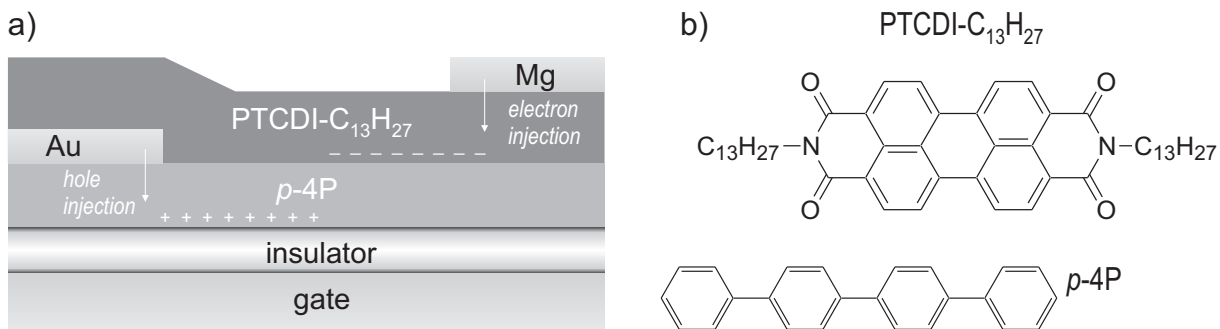 a)
Mg
PTCDI-C₁₃H₂₇
electron
injection
– – – – – – – –
Au
hole
injection
p-4P
+ + + + + + + +
insulator
gate
b)
PTCDI-C₁₃H₂₇
O O
C₁₃H₂₇ N N C₁₃H₂₇
O O
p-4P